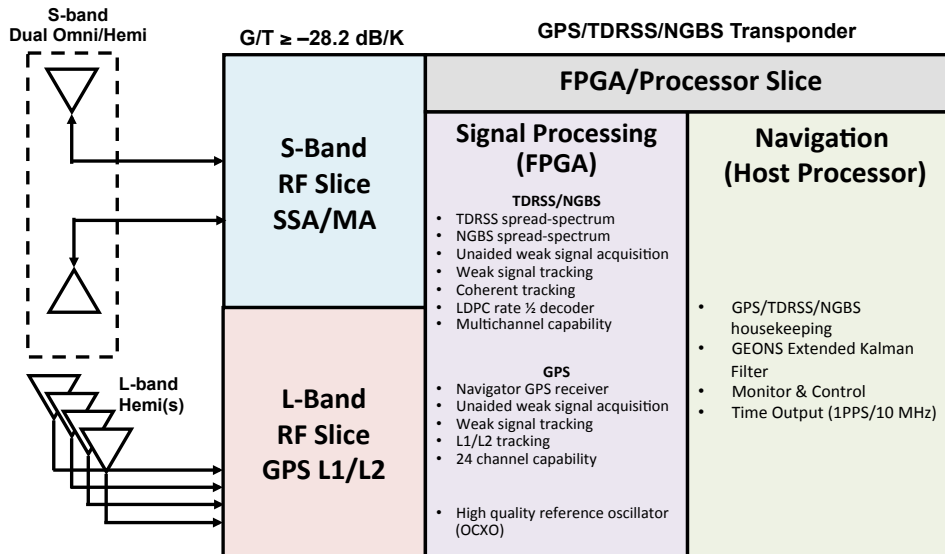 S-band
Dual Omni/Hemi
G/T ≥ –28.2 dB/K
GPS/TDRSS/NGBS Transponder
FPGA/Processor Slice
S-Band
RF Slice
SSA/MA
Signal Processing
(FPGA)
TDRSS/NGBS
• TDRSS spread-spectrum
• NGBS spread-spectrum
• Unaided weak signal acquisition
• Weak signal tracking
• Coherent tracking
• LDPC rate ½ decoder
• Multichannel capability
Navigation
(Host Processor)
• GPS/TDRSS/NGBS
housekeeping
• GEONS Extended Kalman
Filter
• Monitor & Control
• Time Output (1PPS/10 MHz)
L-band
Hemi(s)
L-Band
RF Slice
GPS L1/L2
GPS
• Navigator GPS receiver
• Unaided weak signal acquisition
• Weak signal tracking
• L1/L2 tracking
• 24 channel capability
• High quality reference oscillator
(OCXO)